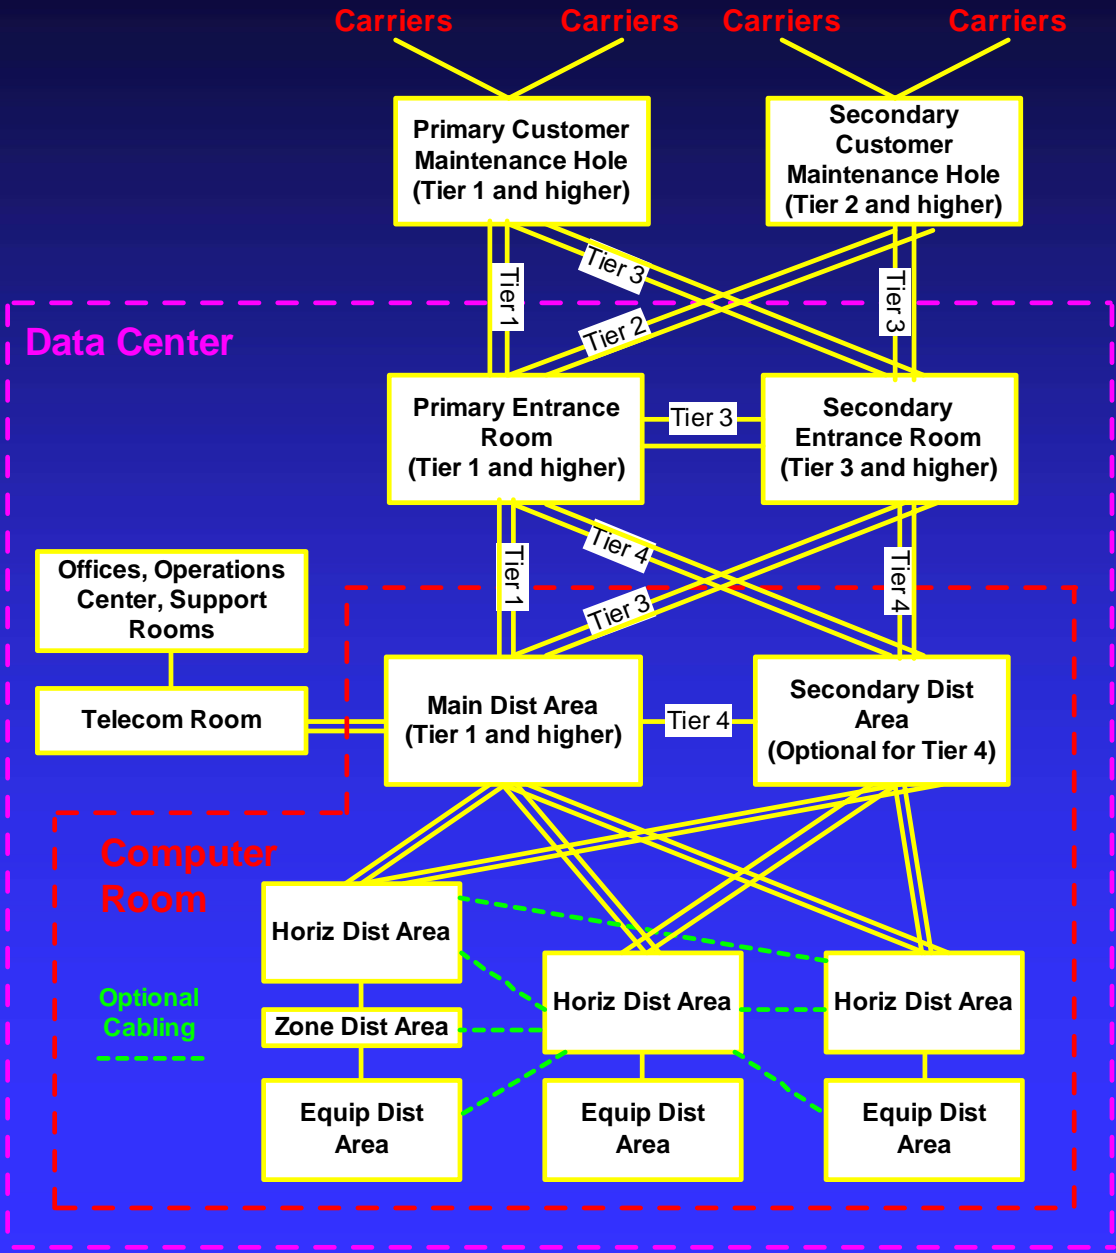 Carriers
Carriers
Carriers
Carriers
Primary Customer
Maintenance Hole
(Tier 1 and higher)
Secondary
Customer
Maintenance Hole
(Tier 2 and higher)
Tier 1
Tier 3
Tier 2
Tier 3
Data Center
Primary Entrance
Room
(Tier 1 and higher)
Tier 3
Secondary
Entrance Room
(Tier 3 and higher)
Tier 1
Tier 4
Tier 3
Tier 4
Offices, Operations
Center, Support
Rooms
Telecom Room
Main Dist Area
(Tier 1 and higher)
Tier 4
Secondary Dist
Area
(Optional for Tier 4)
Computer
Room
Horiz Dist Area
Horiz Dist Area
Horiz Dist Area
Optional
Cabling
Zone Dist Area
Equip Dist
Area
Equip Dist
Area
Equip Dist
Area